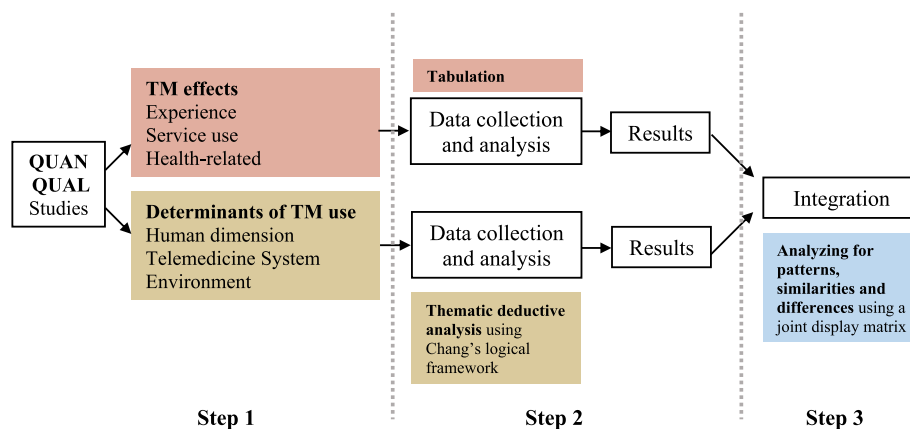 QUAN
QUAL
Studies
TM effects
Experience
Service use
Health-related
Determinants of TM use
Human dimension
Telemedicine System
Environment
Step 1
Tabulation
Data collection
and analysis
Results
Data collection
and analysis
Results
Thematic deductive
analysis using
Chang's logical
framework
Step 2
Integration
Analyzing for
patterns,
similarities and
differences using a
joint display matrix
Step 3